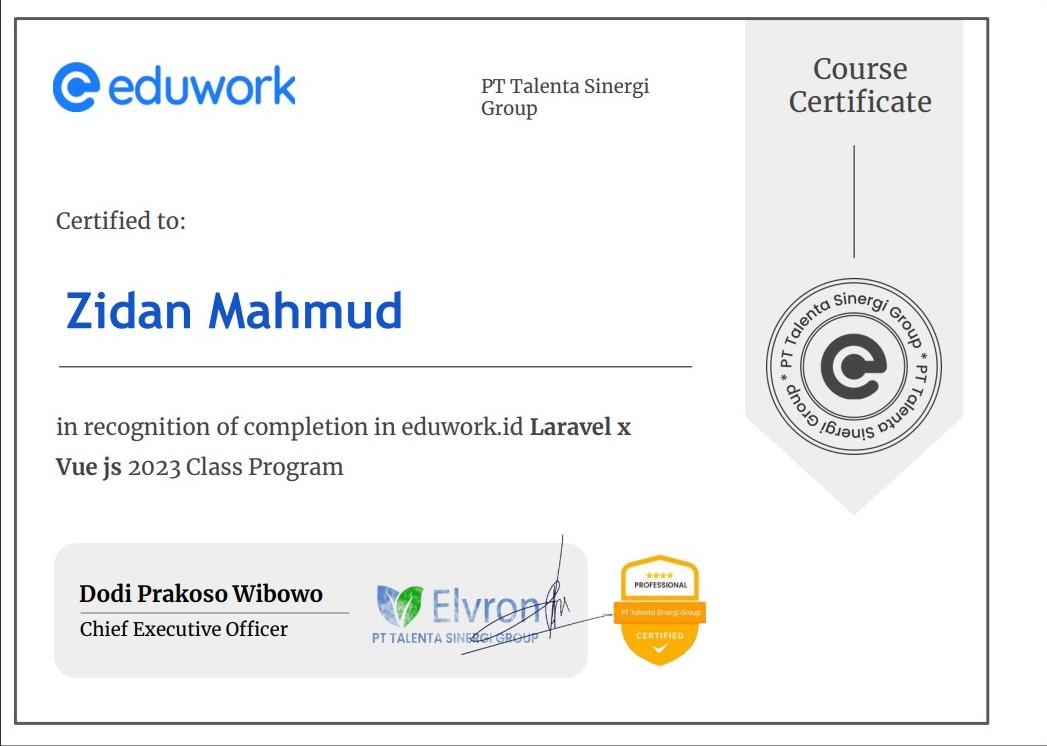 eduwork
PT Talenta Sinergi
Group
Course
Certificate
Certified to:
Zidan Mahmud
* PT Talenta Sinergi Group * PT Talenta Sinergi Group
in recognition of completion in eduwork.id Laravel x
Vue js 2023 Class Program
Dodi Prakoso Wibowo
Chief Executive Officer
Elvron
PT TALENTA SINERGI GROUP
PROFESSIONAL
PT Talenta Sinergi Group
CERTIFIED